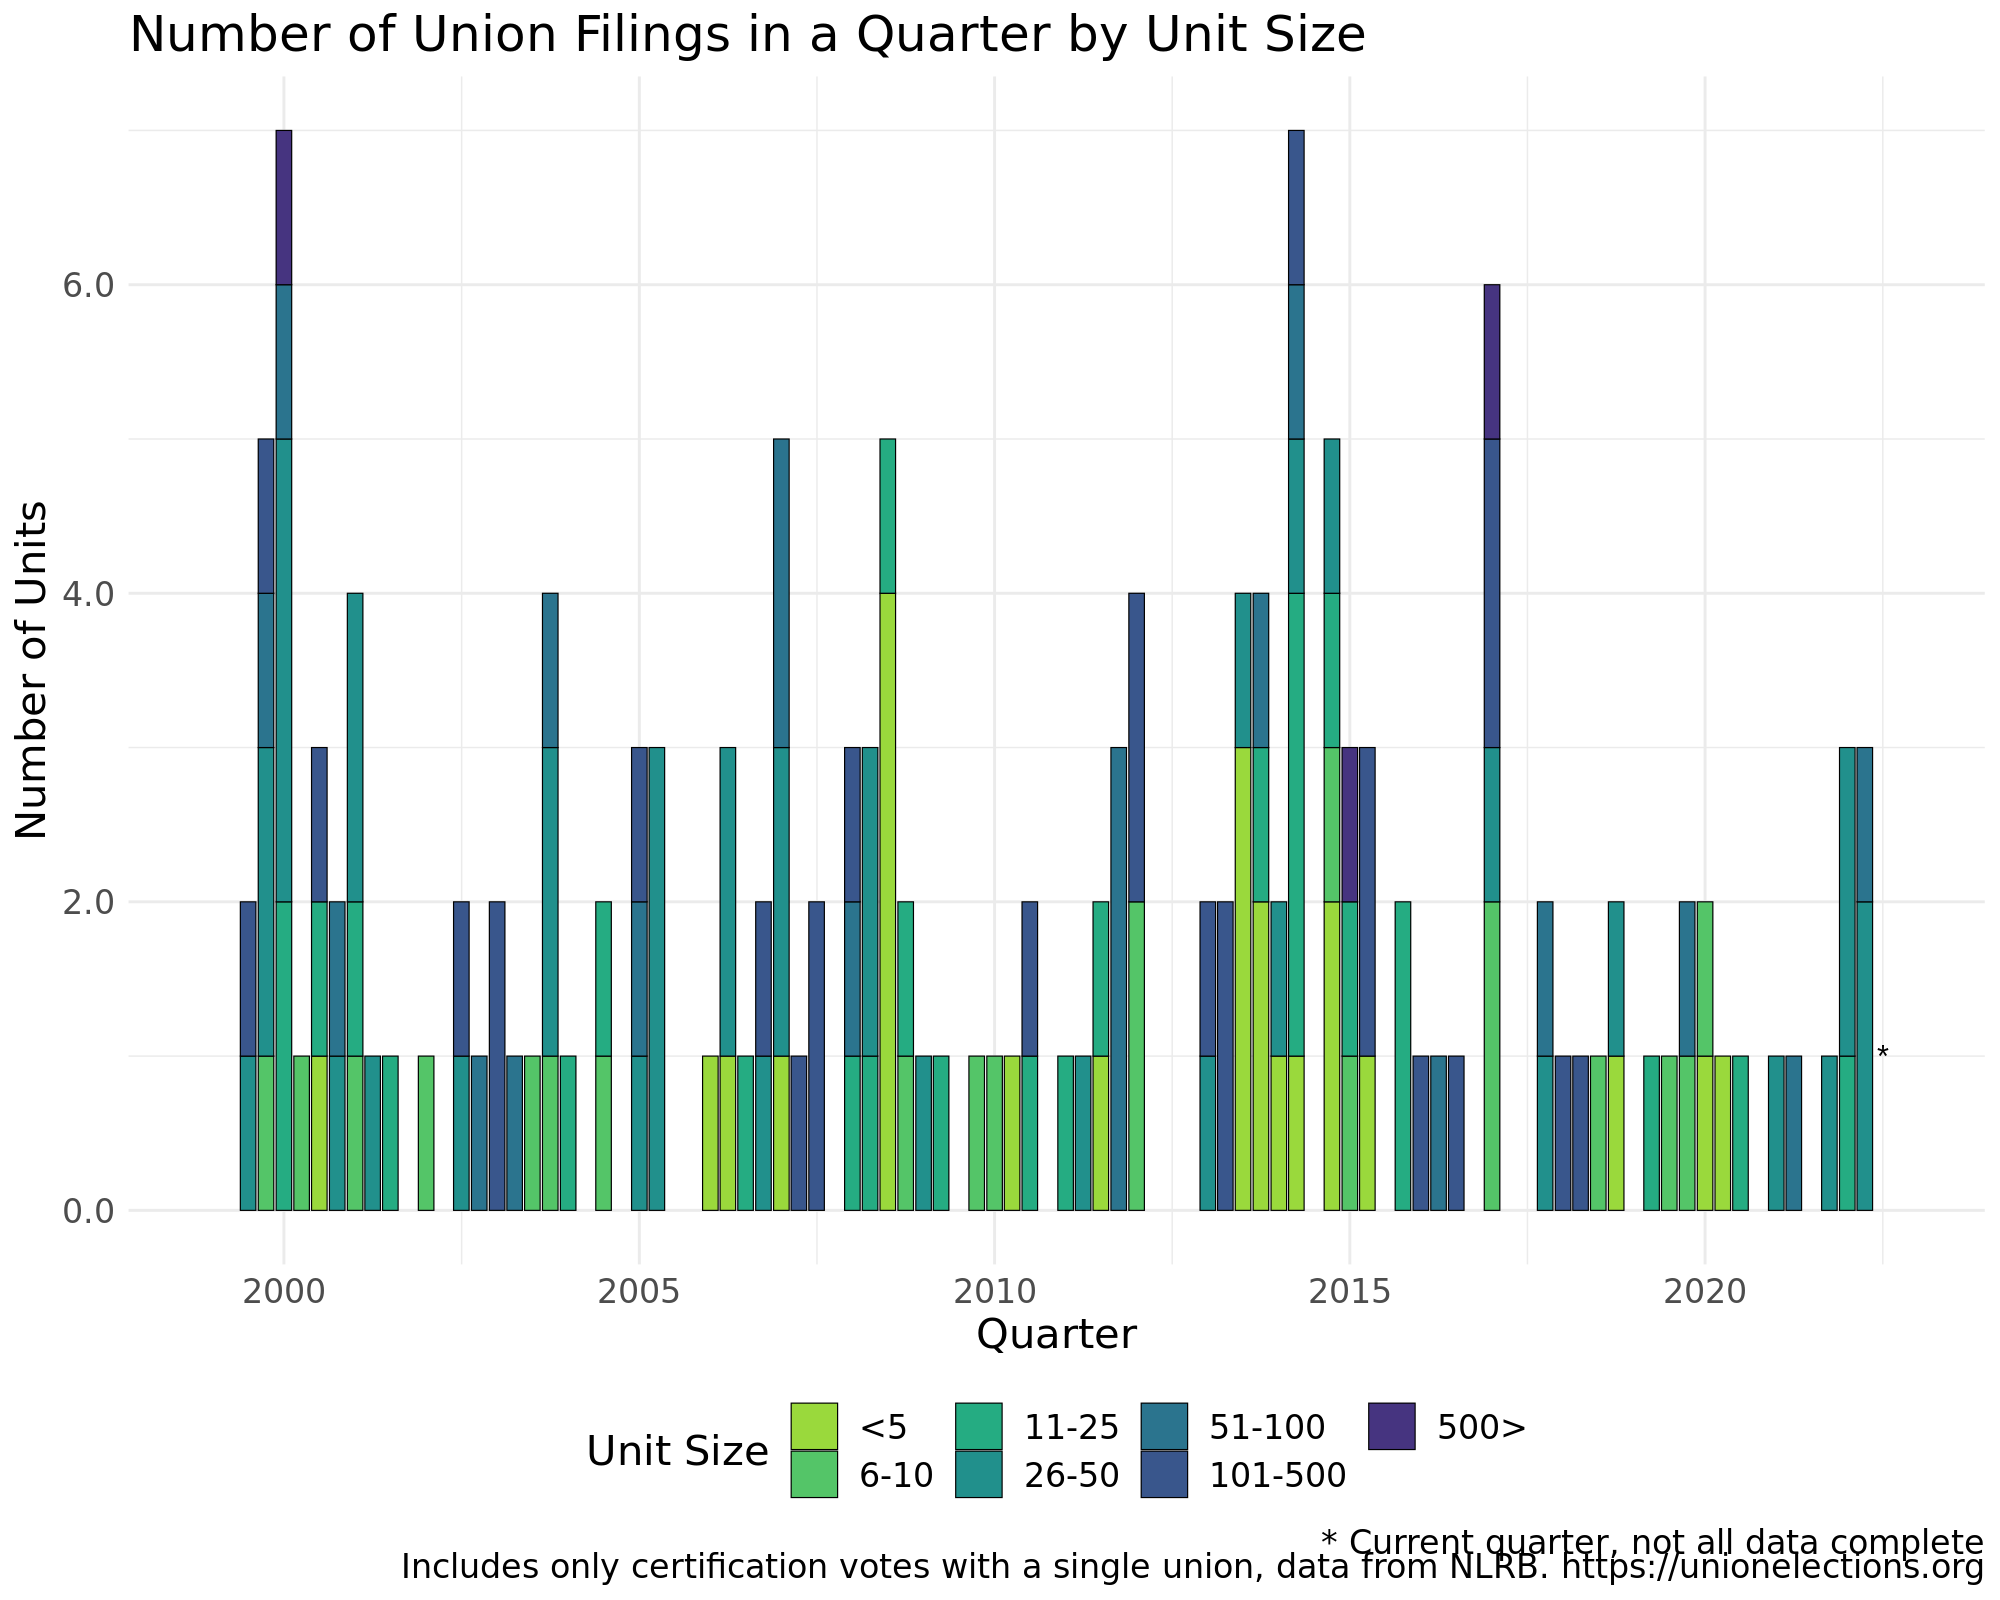 Number of Union Filings in a Quarter by Unit Size
Number of Units
6.0
4.0
2.0
0.0
*
2000 2005 2010 2015 2020
Quarter
Unit Size
<5 11-25 51-100 500>
6-10 26-50 101-500
* Current quarter, not all data complete
Includes only certification votes with a single union, data from NLRB. https://unionelections.org